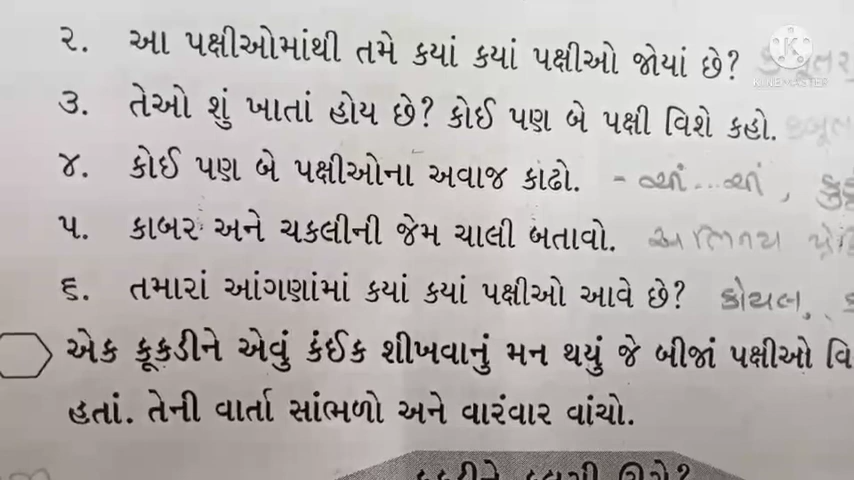 ૨. આ પક્ષીઓમાંથી તમે કયાં કયાં પક્ષીઓ જોયાં છે?
૩. તેઓ શું ખાતાં હોય છે? કોઈ પણ બે પક્ષી વિશે કહો.
૪. કોઈ પણ બે પક્ષીઓના અવાજ કાઢો. - ચીં...ચીં,
૫. કાબર અને ચકલીની જેમ ચાલી બતાવો. અભિનય
૬. તમારાં આંગણાંમાં કયાં કયાં પક્ષીઓ આવે છે? કોયલ,
એક કૂકડીને એવું કંઈક શીખવાનું મન થયું જે બીજાં પક્ષીઓ વિ
હતાં. તેની વાર્તા સાંભળો અને વારંવાર વાંચો.